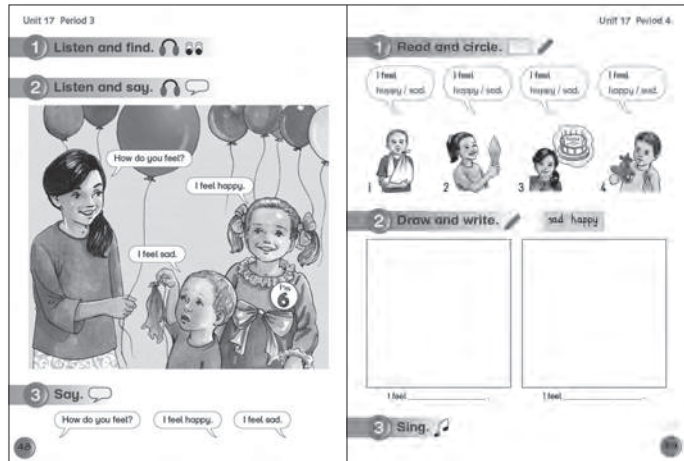 Unit 17 Period 3
1 Listen and find.
2 Listen and say.
How do you feel?
I feel happy.
I feel sad.
I'm
6
3 Say.
How do you feel?
I feel happy.
I feel sad.
48
Unit 17 Period 4
1 Read and circle.
I feel
happy / sad.
I feel
happy / sad.
I feel
happy / sad.
I feel
happy / sad.
1
2
3
4
2 Draw and write.
sad happy
I feel
.
I feel
.
3 Sing.